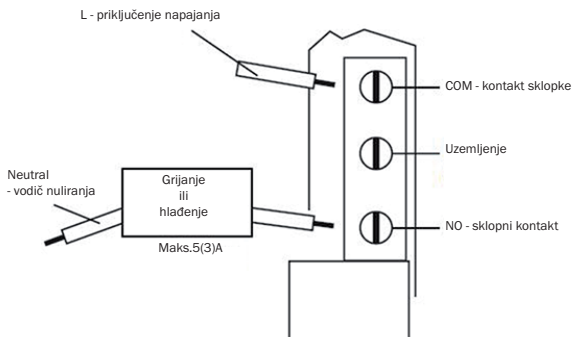 L - priključenje napajanja
COM - kontakt sklopke
Uzemljenje
Neutral
- vodič nuliranja
Grijanje
ili
hlađenje
Maks.5(3)A
NO - sklopni kontakt